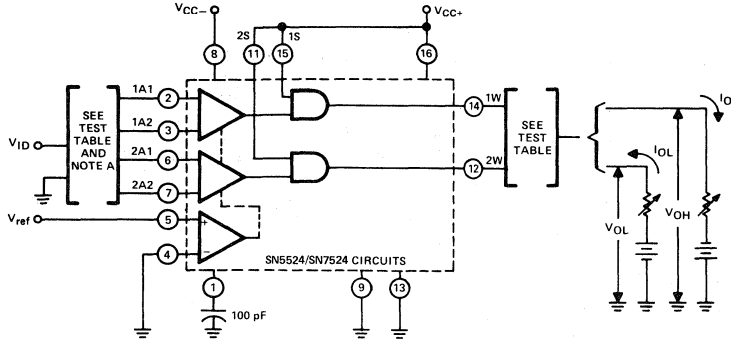 VCC−
VCC+
2S
1S
8
11
15
16
1A1
2
1A2
3
2A1
6
2A2
7
SEE
TEST
TABLE
AND
NOTE A
VID
Vref
5
+
4
−
14
1W
12
2W
SEE
TEST
TABLE
IOH
IOL
VOL
VOH
SN5524/SN7524 CIRCUITS
1
9
13
100 pF